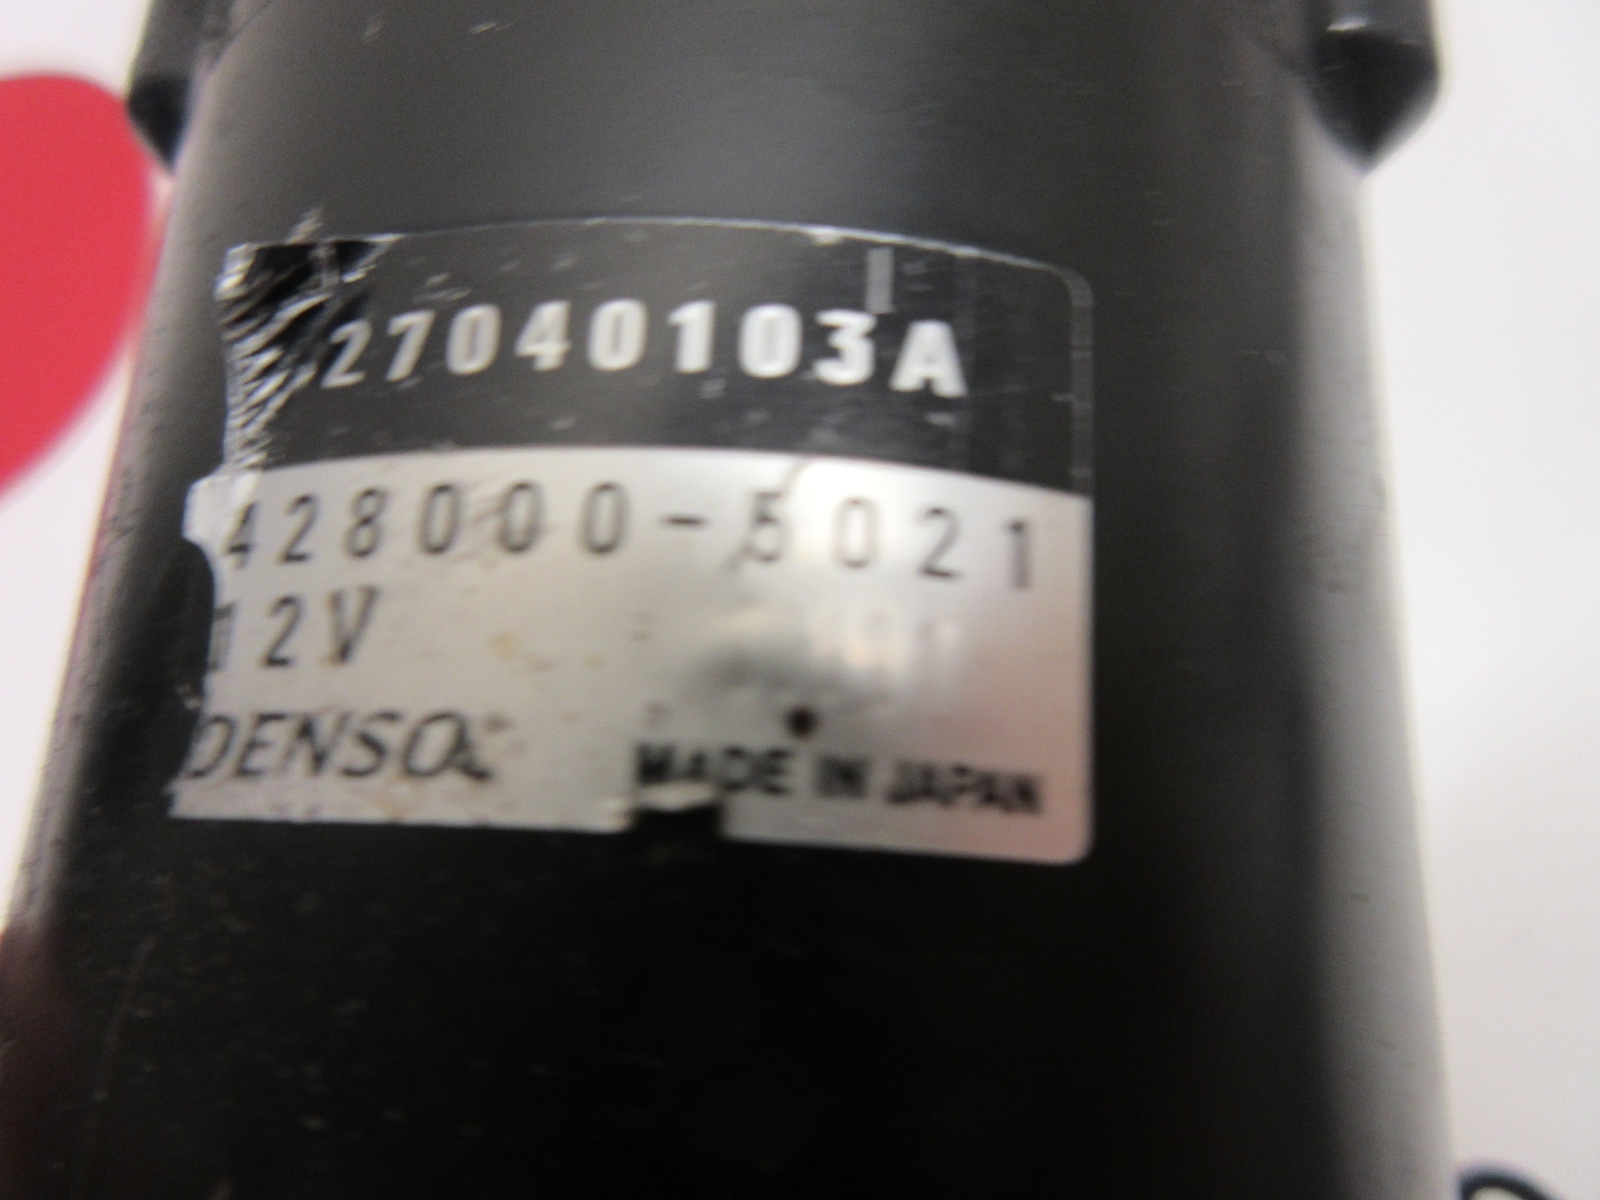 27040103A
428000-5021
12V
DENSO
MADE IN JAPAN